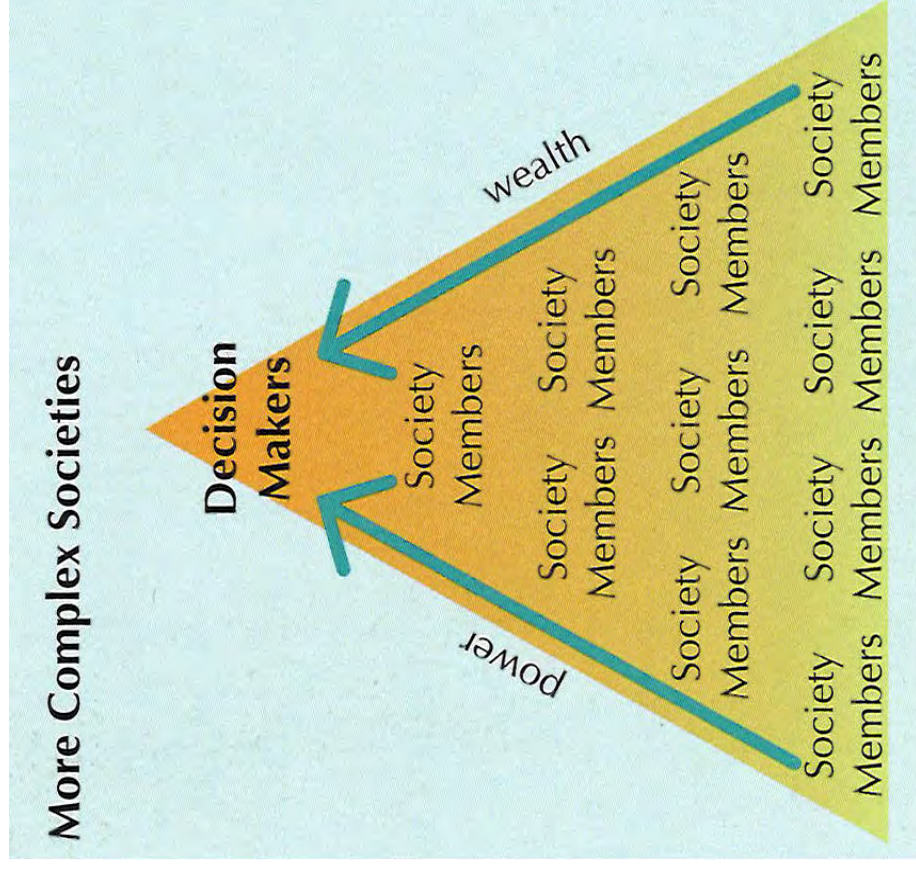 More Complex Societies
Decision
Makers
Society
Members
power
wealth
Society Society
Members Members
Society Society Society
Members Members Members
Society Society Society Society
Members Members Members Members